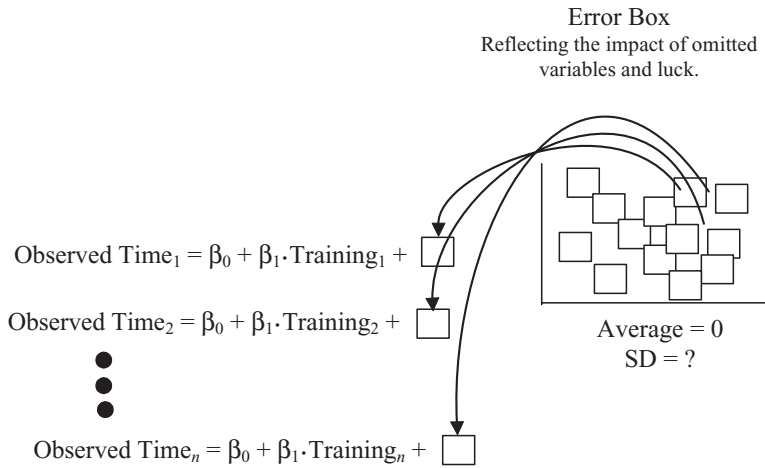 Error Box
Reflecting the impact of omitted
variables and luck.
Observed Time₁ = β₀ + β₁·Training₁ +
Observed Time₂ = β₀ + β₁·Training₂ +
Average = 0
SD = ?
Observed Timeₙ = β₀ + β₁·Trainingₙ +